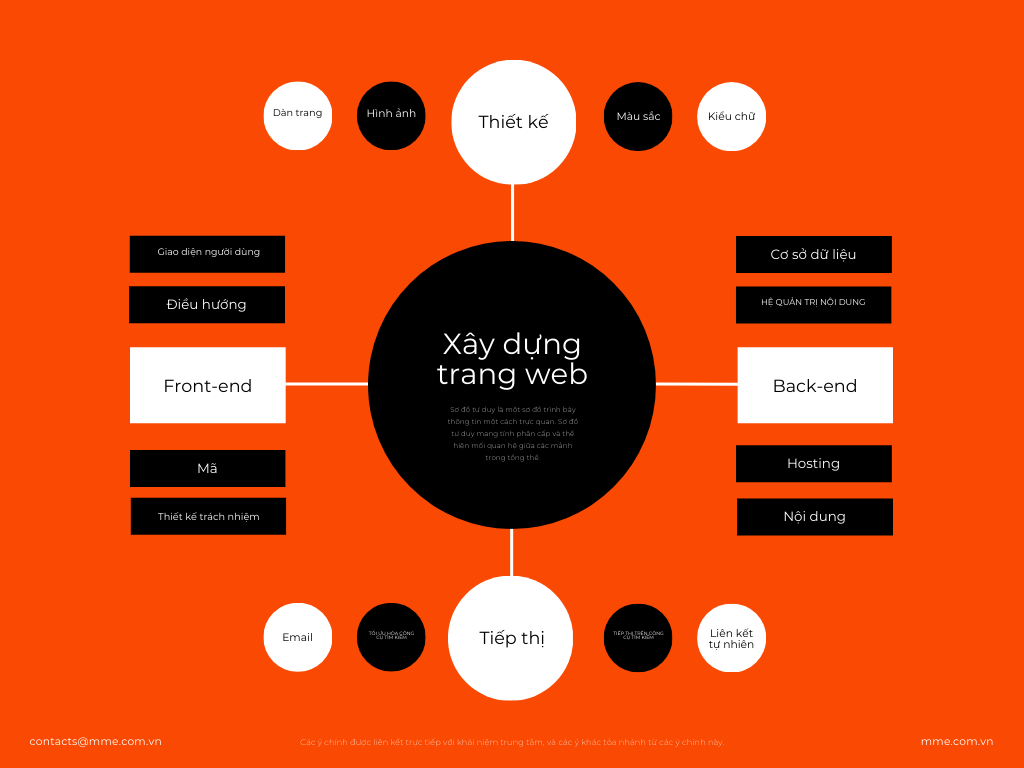 Dàn trang
Hình ảnh
Thiết kế
Màu sắc
Kiểu chữ
Giao diện người dùng
Điều hướng
Front-end
Mã
Thiết kế trách nhiệm
Xây dựng
trang web
Sơ đồ tư duy là một sơ đồ trình bày
thông tin một cách trực quan. Sơ đồ
tư duy mang tính phân cấp và thể
hiện mối quan hệ giữa các mảnh
trong tổng thể.
Cơ sở dữ liệu
HỆ QUẢN TRỊ NỘI DUNG
Back-end
Hosting
Nội dung
Email
TỐI ƯU HÓA CÔNG
CỤ TÌM KIẾM
Tiếp thị
TIẾP THỊ TRÊN CÔNG
CỤ TÌM KIẾM
Liên kết
tự nhiên
contacts@mme.com.vn
Các ý chính được liên kết trực tiếp với khái niệm trung tâm, và các ý khác tỏa nhánh từ các ý chính này.
mme.com.vn